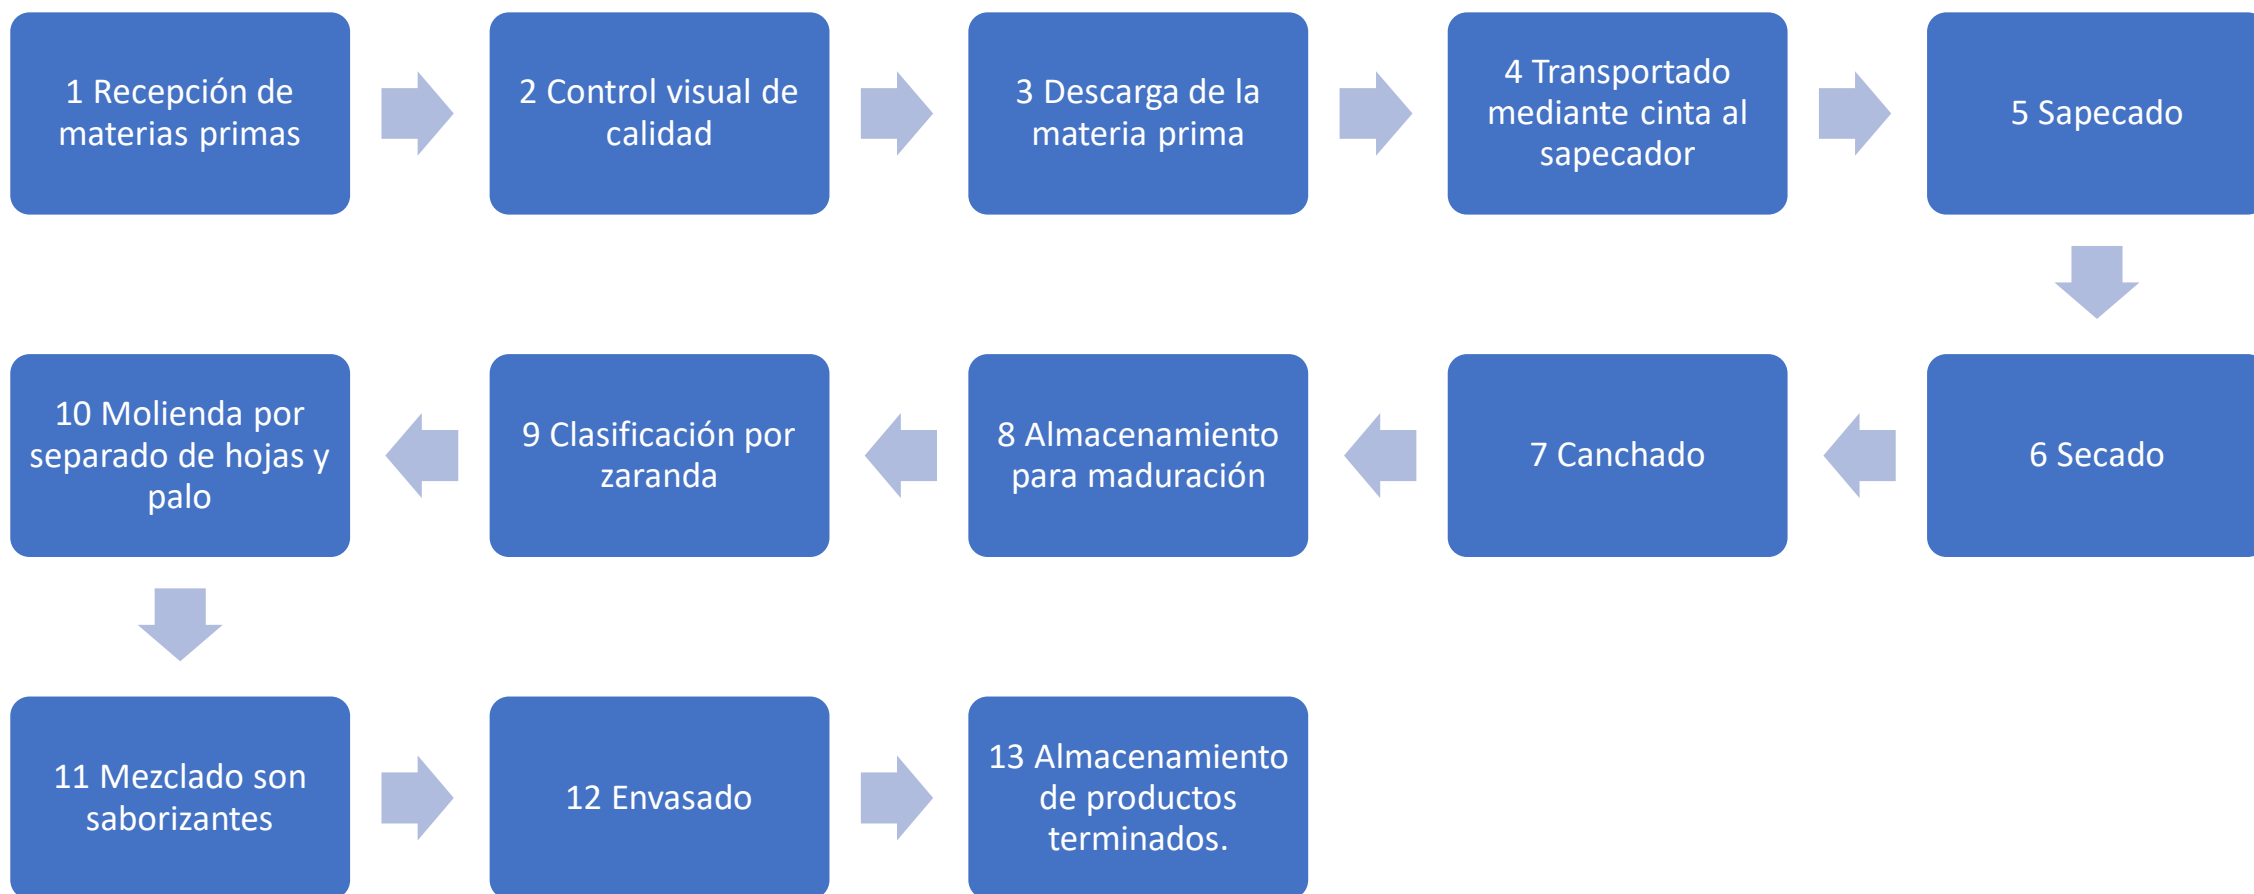 1 Recepción de
materias primas
2 Control visual de
calidad
3 Descarga de la
materia prima
4 Transportado
mediante cinta al
sapecador
5 Sapecado
6 Secado
7 Canchado
8 Almacenamiento
para maduración
9 Clasificación por
zaranda
10 Molienda por
separado de hojas y
palo
11 Mezclado son
saborizantes
12 Envasado
13 Almacenamiento
de productos
terminados.